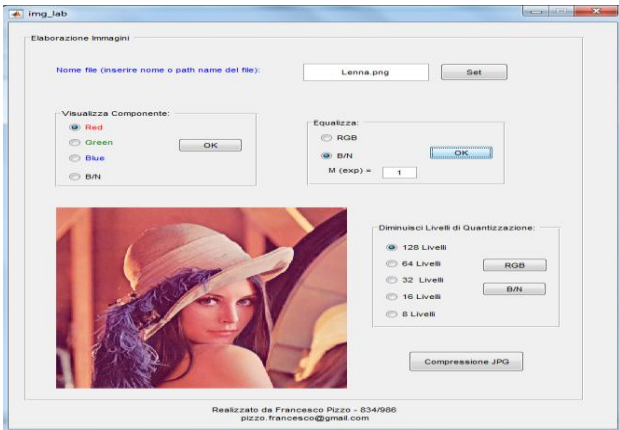 img_lab
Elaborazione Immagini
Nome file (inserire nome o path name del file):
Lenna.png
Set
Visualizza Componente:
Red
Green
Blue
B/N
OK
Equalizza:
RGB
B/N
M (exp) =
1
OK
Diminuisci Livelli di Quantizzazione:
128 Livelli
64 Livelli
32 Livelli
16 Livelli
8 Livelli
RGB
B/N
Compressione JPG
Realizzato da Francesco Pizzo - 834/986
pizzo.francesco@gmail.com